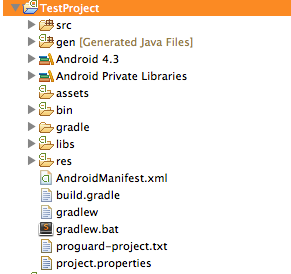 TestProject
src
gen [Generated Java Files]
Android 4.3
Android Private Libraries
assets
bin
gradle
libs
res
AndroidManifest.xml
build.gradle
gradlew
gradlew.bat
proguard-project.txt
project.properties